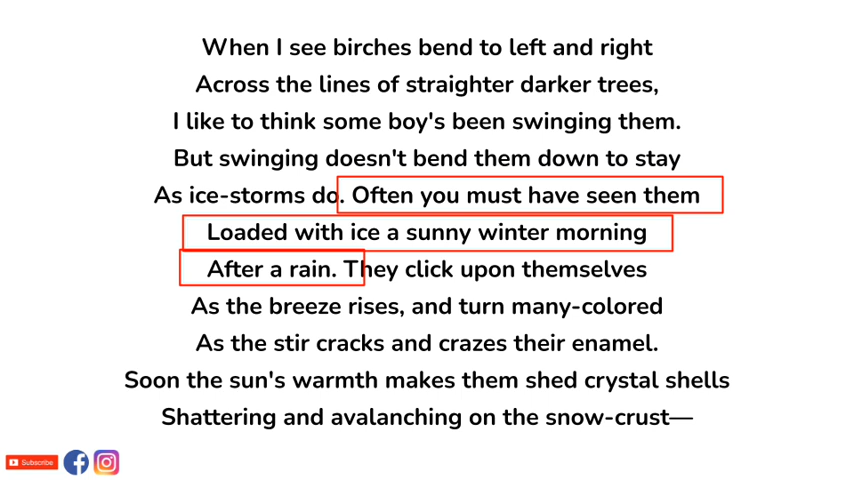 When I see birches bend to left and right
Across the lines of straighter darker trees,
I like to think some boy's been swinging them.
But swinging doesn't bend them down to stay
As ice-storms do. Often you must have seen them
Loaded with ice a sunny winter morning
After a rain. They click upon themselves
As the breeze rises, and turn many-colored
As the stir cracks and crazes their enamel.
Soon the sun's warmth makes them shed crystal shells
Shattering and avalanching on the snow-crust—
Subscribe